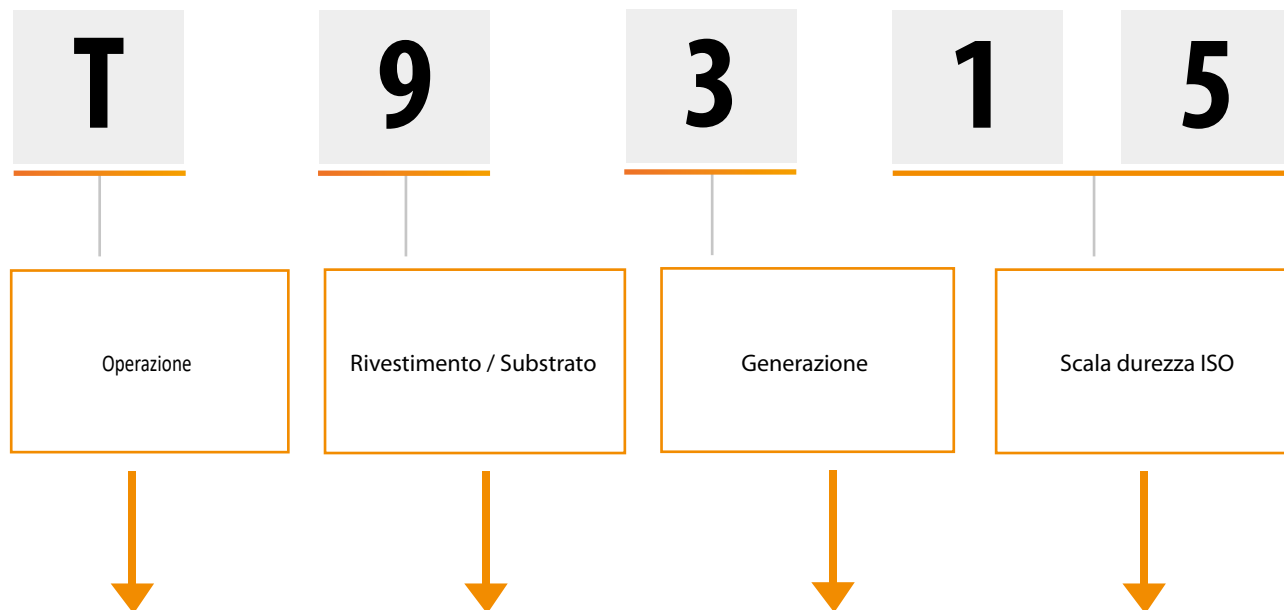 T 9 3 1 5
Operazione
Rivestimento / Substrato
Generazione
Scala durezza ISO